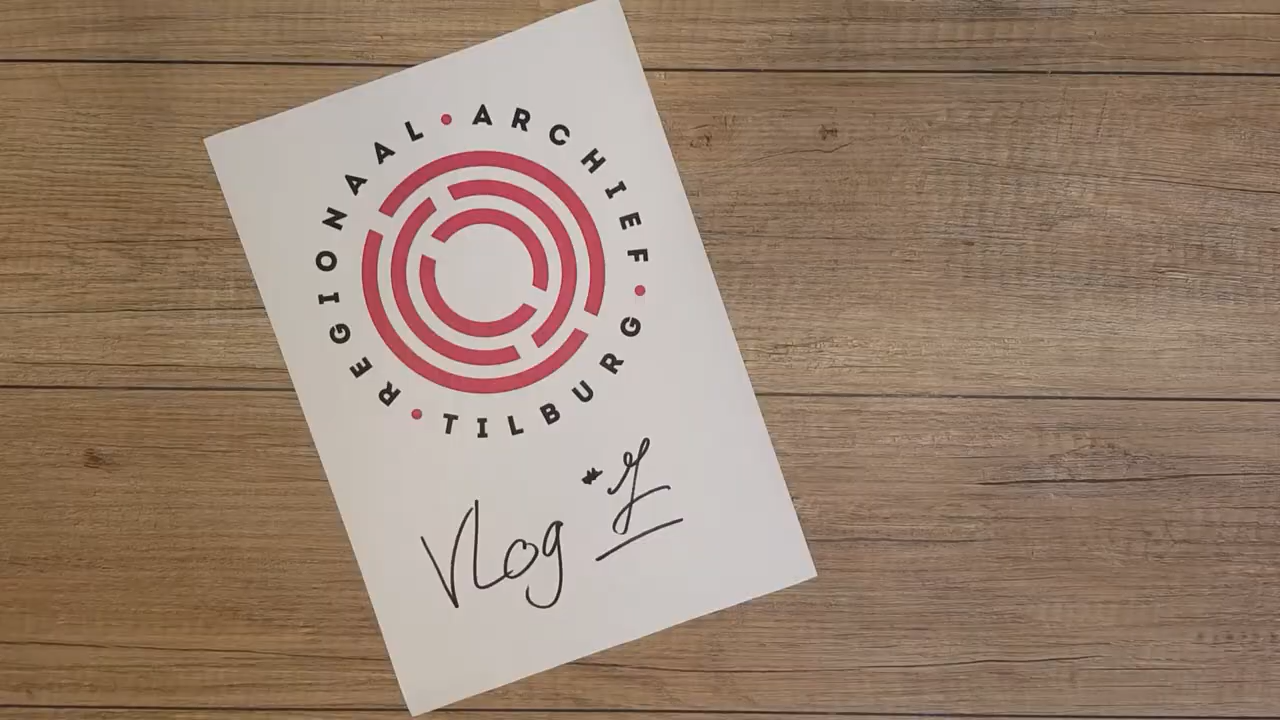 REGIONAAL • ARCHIEF • TILBURG •
Vlog #1